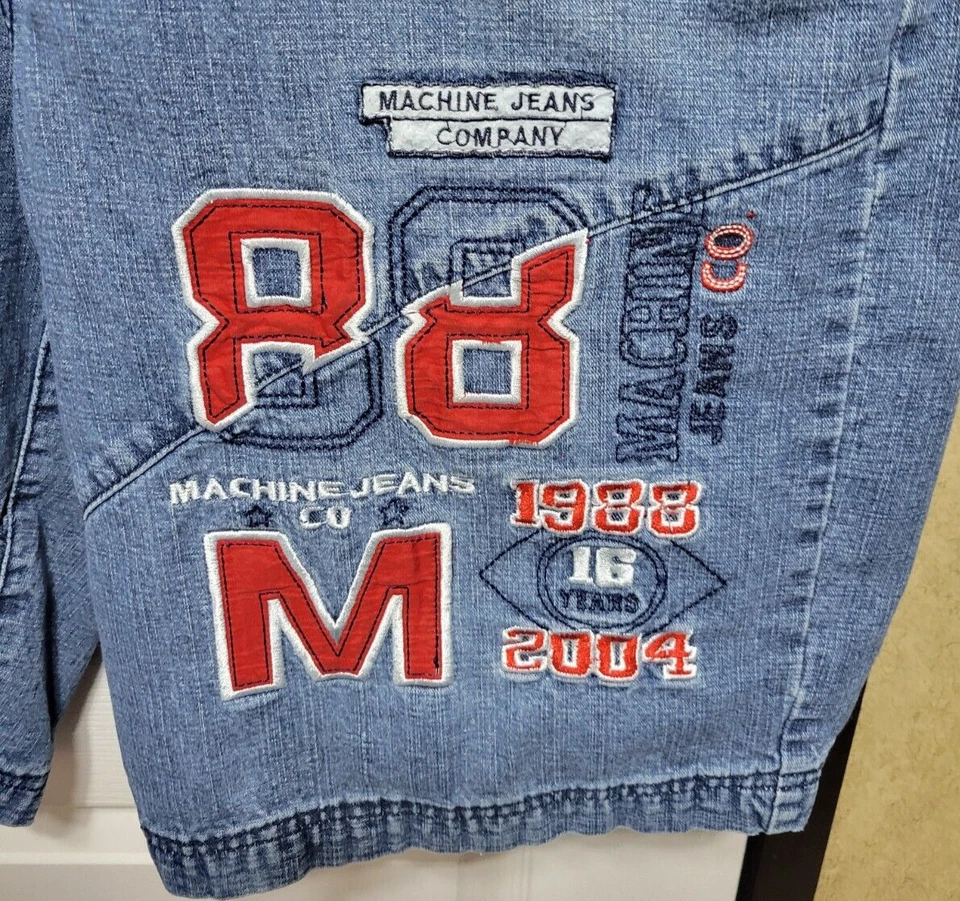 MACHINE JEANS
COMPANY
88
MACHINE
JEANS CO.
MACHINE JEANS
CO
M
1988
16
YEARS
2004